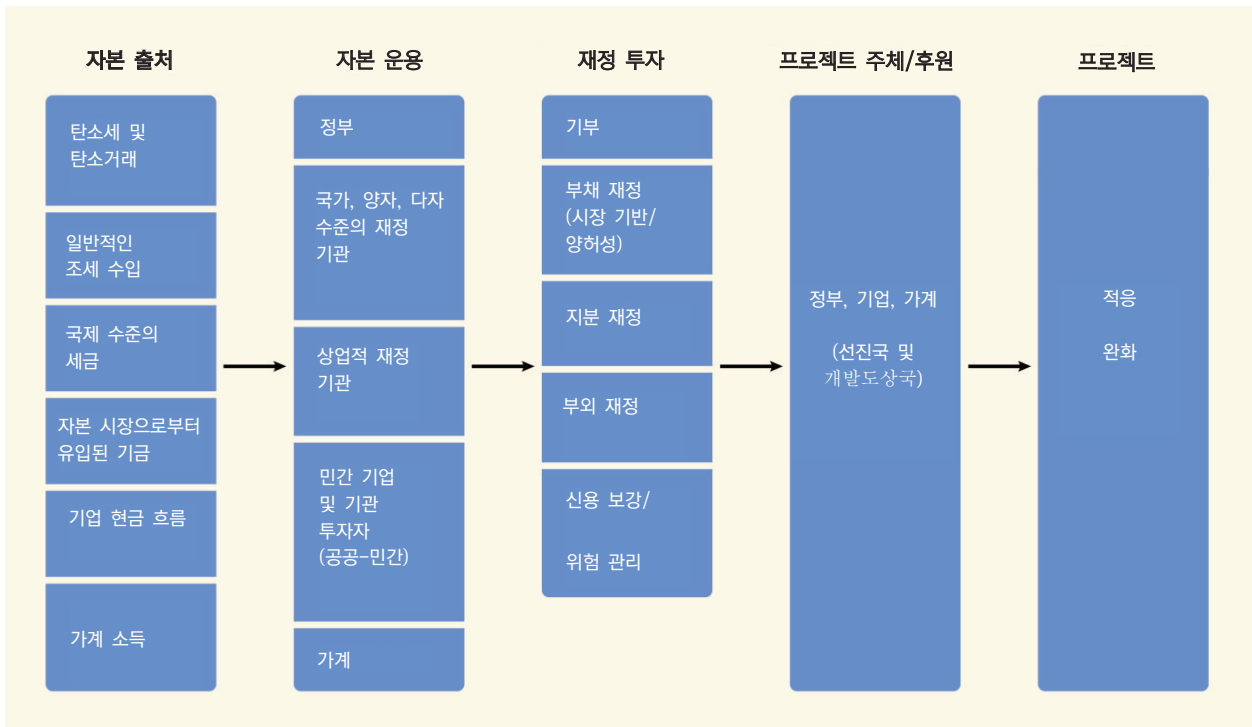 자본 출처
탄소세 및
탄소거래
일반적인
조세 수입
국제 수준의
세금
자본 시장으로부터
유입된 기금
기업 현금 흐름
가계 소득
자본 운용
정부
국가, 양자, 다자
수준의 재정
기관
상업적 재정
기관
민간 기업
및 기관
투자자
(공공-민간)
가계
재정 투자
기부
부채 재정
(시장 기반/
양허성)
지분 재정
부외 재정
신용 보강/
위험 관리
프로젝트 주체/후원
정부, 기업, 가계
(선진국 및
개발도상국)
프로젝트
적응
완화